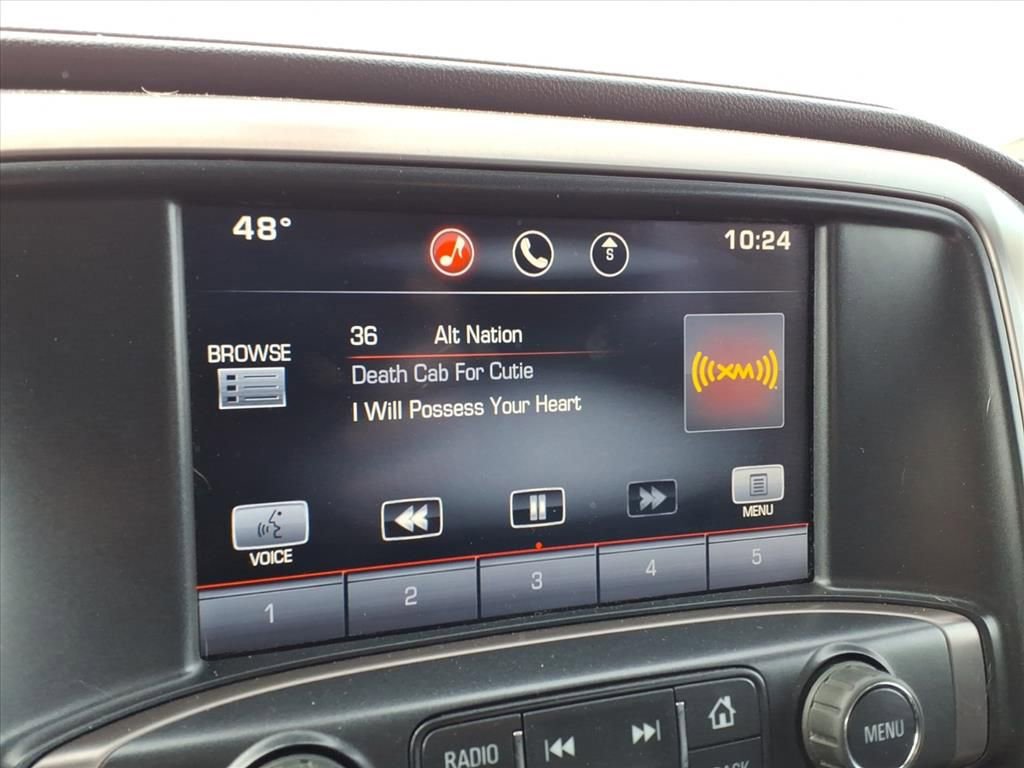 48°
10:24
S
36 Alt Nation
BROWSE
Death Cab For Cutie
I Will Possess Your Heart
((((XM))))
VOICE
MENU
1 2 3 4 5
RADIO
MENU
BACK